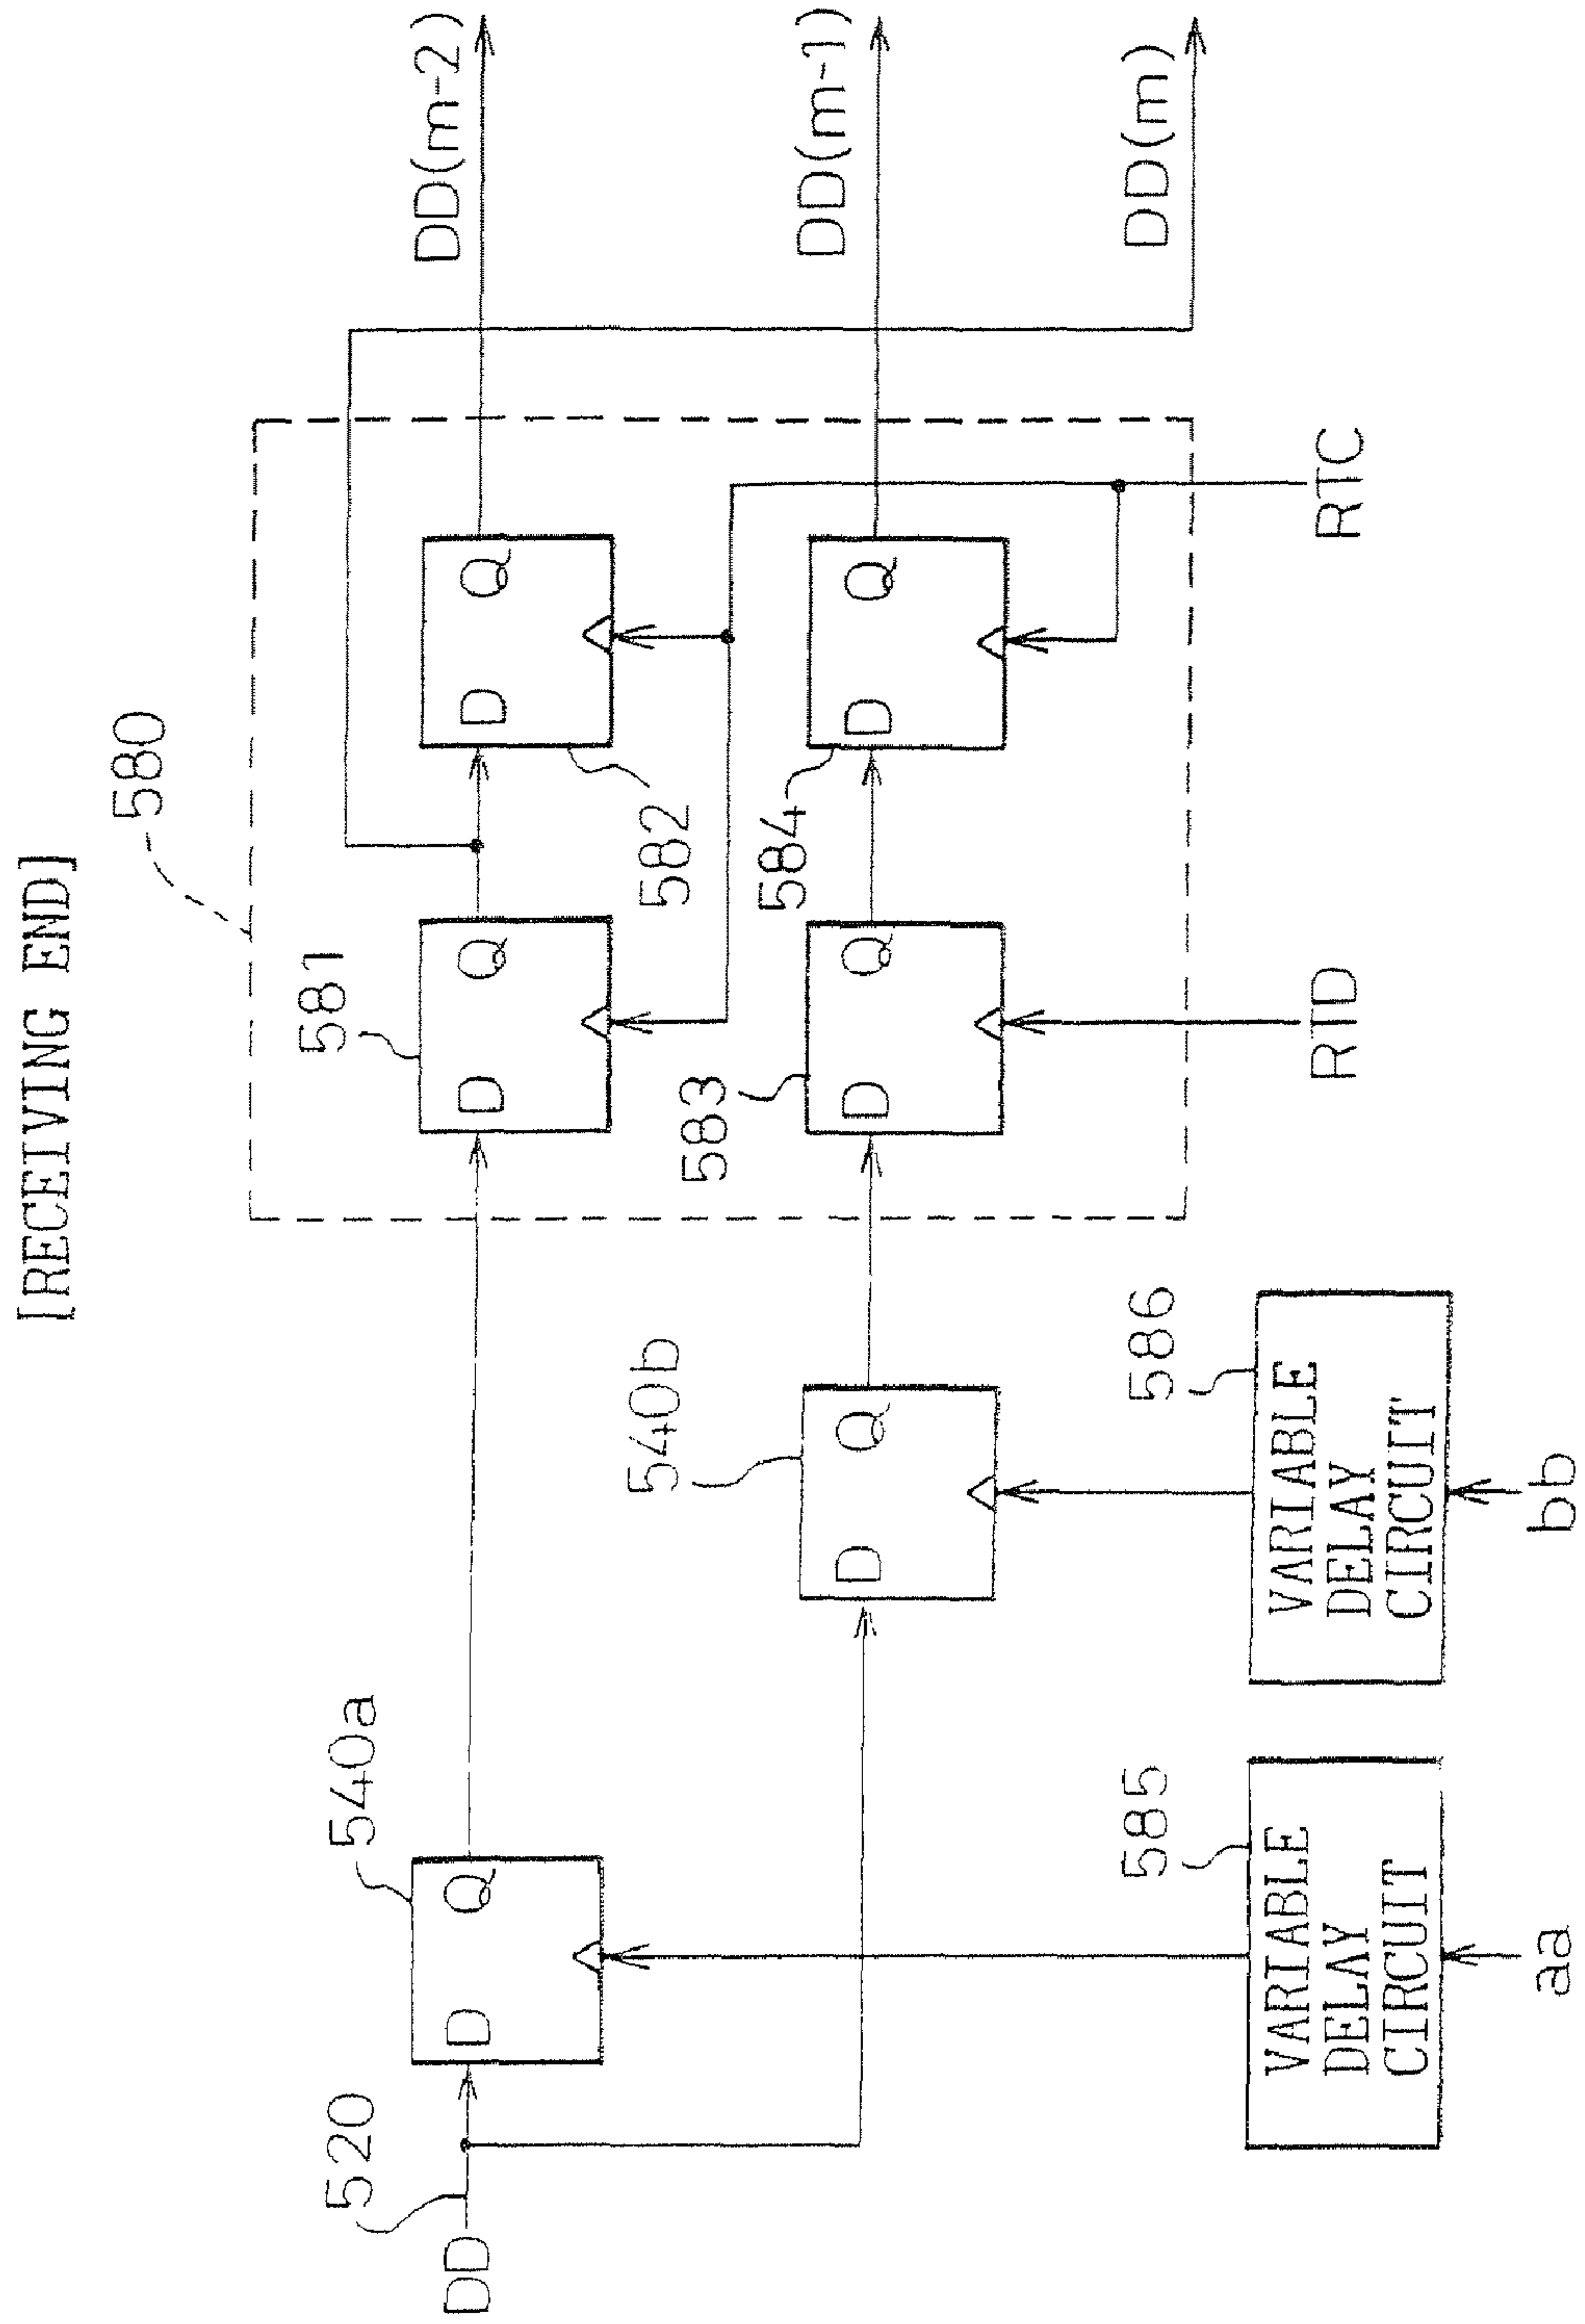 [RECEIVING END]
580
DD
520
540a
D
Q
581
D
Q
582
D
Q
DD(m-2)
540b
D
Q
583
D
Q
584
D
Q
DD(m-1)
DD(m)
585
VARIABLE
DELAY
CIRCUIT
aa
586
VARIABLE
DELAY
CIRCUIT
bb
RTD
RTC